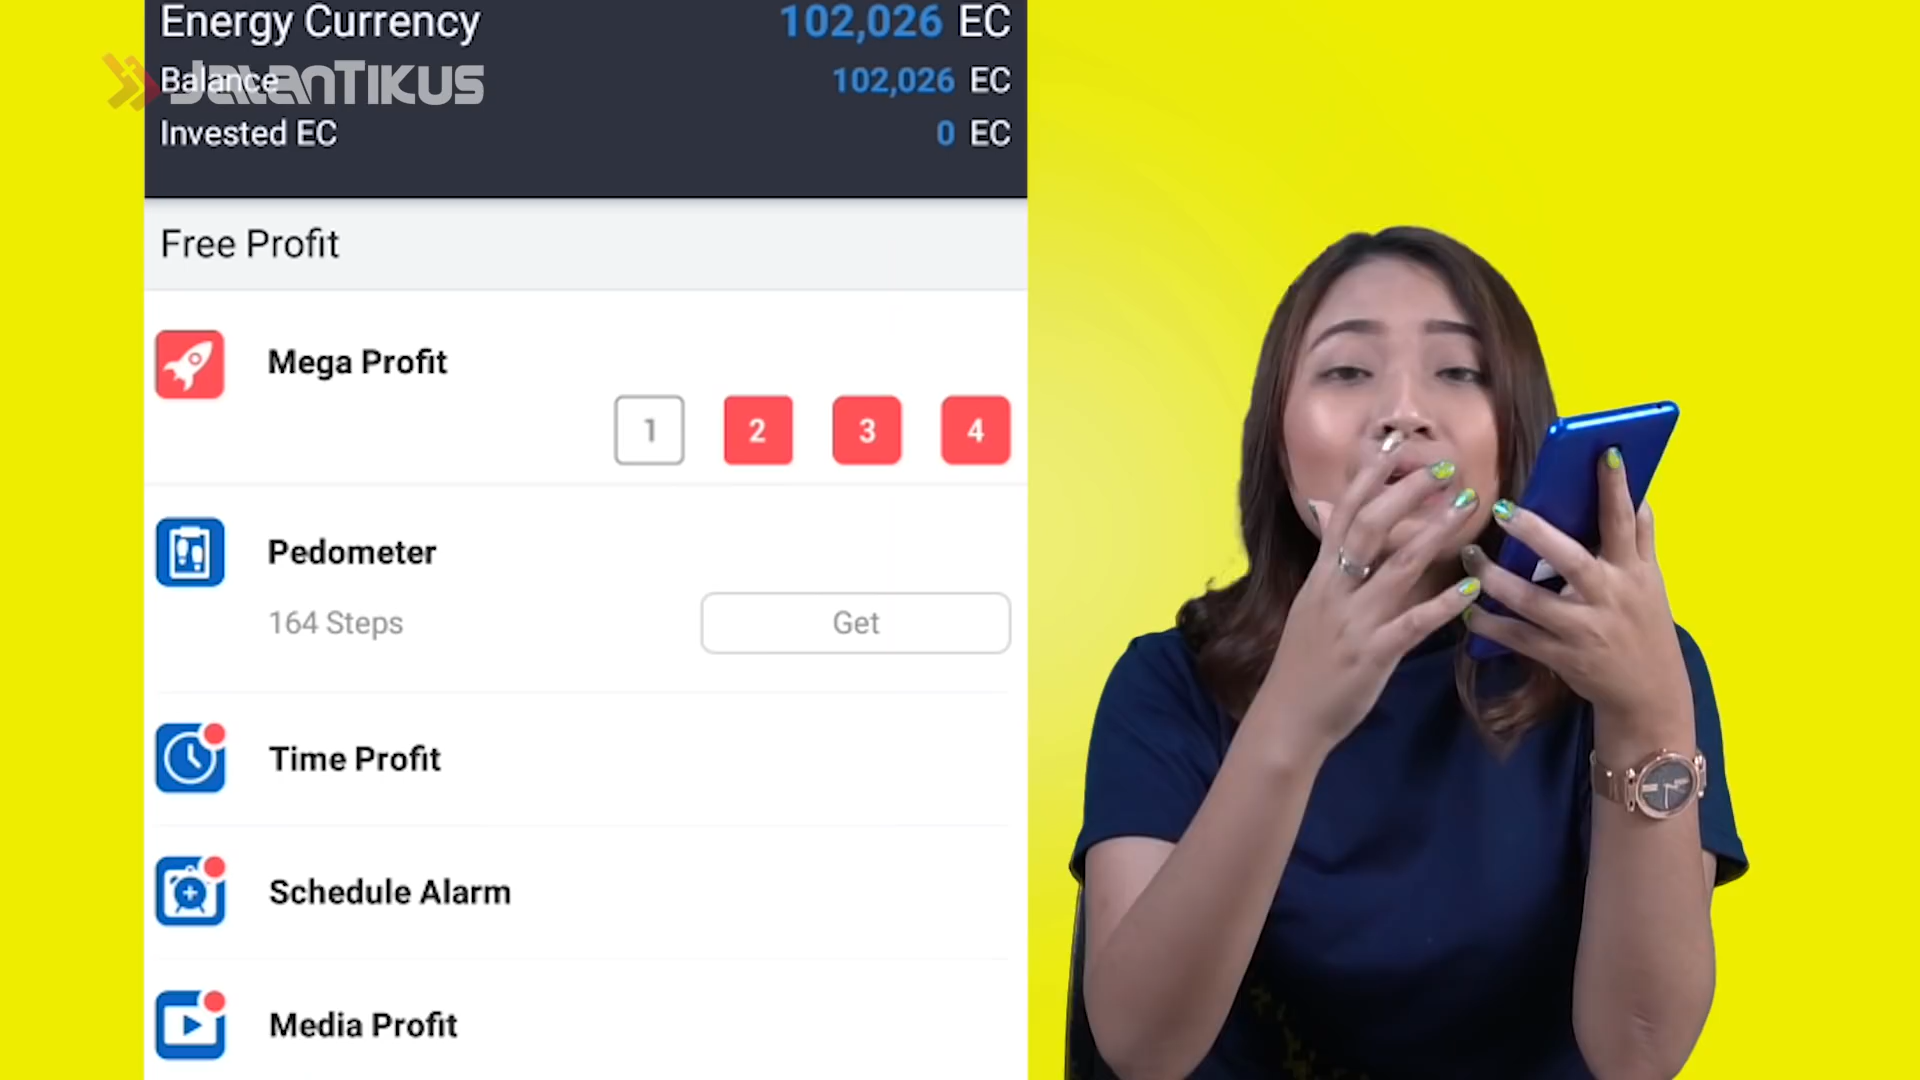 Energy Currency 102,026 EC
Balance 102,026 EC
JALANTIKUS
Invested EC 0 EC
Free Profit
Mega Profit
1 2 3 4
Pedometer
164 Steps Get
Time Profit
Schedule Alarm
Media Profit